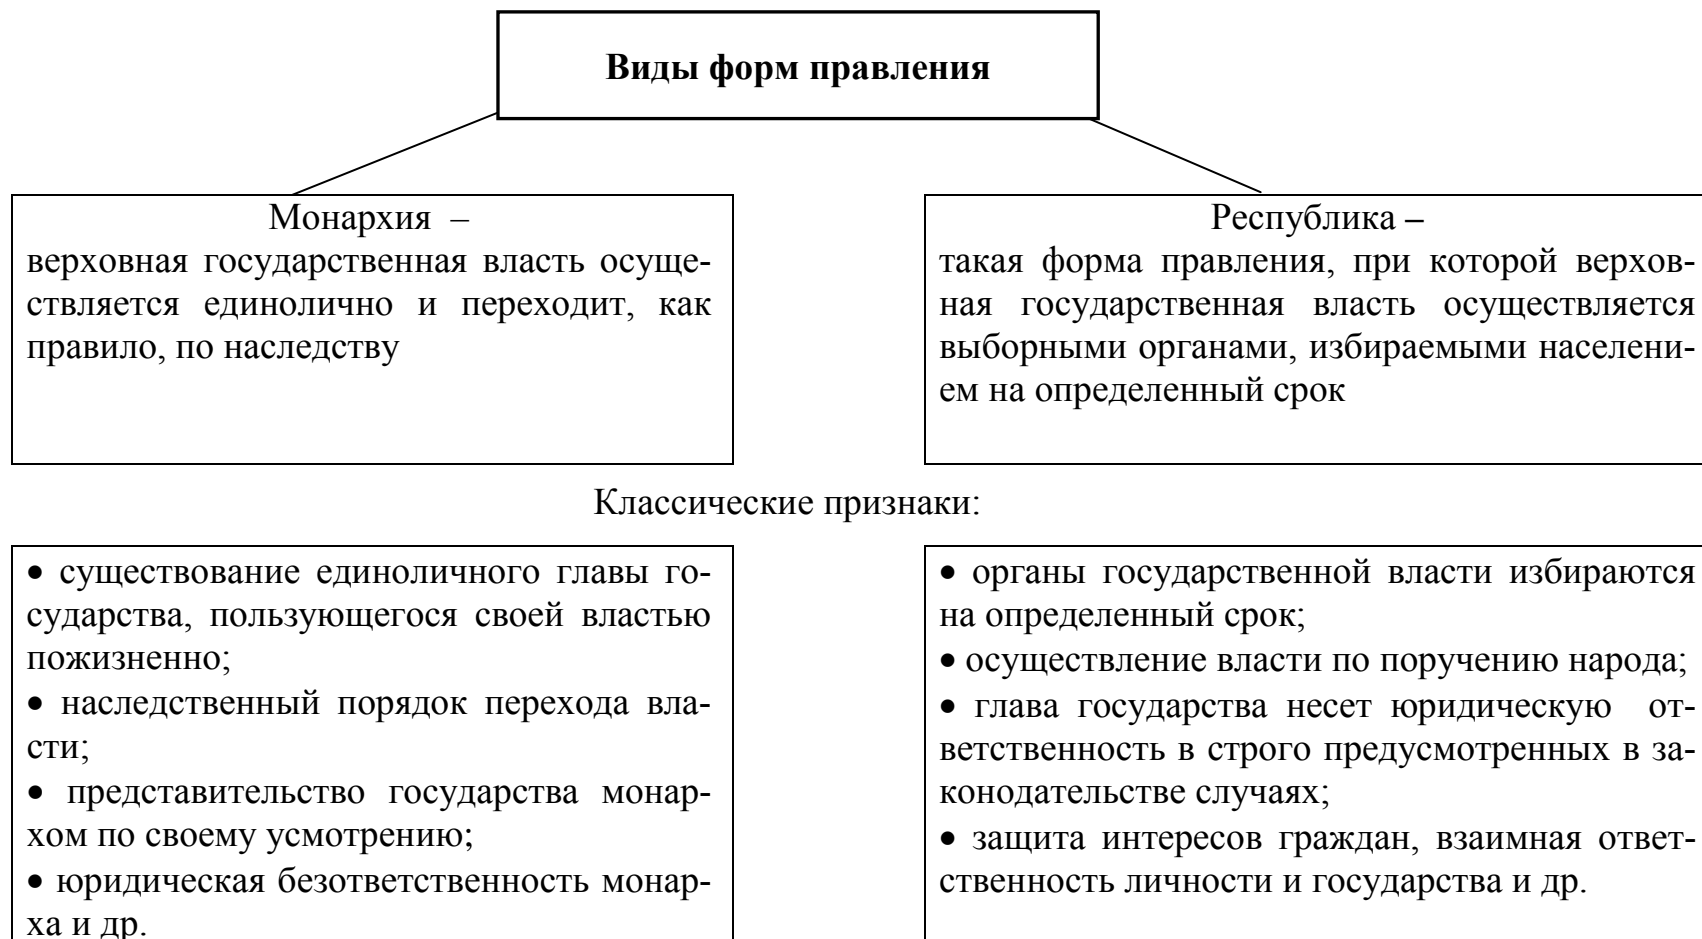 Виды форм правления
Монархия –
верховная государственная власть осуще-
ствляется единолично и переходит, как
правило, по наследству
Республика –
такая форма правления, при которой верхов-
ная государственная власть осуществляется
выборными органами, избираемыми населени-
ем на определенный срок
Классические признаки:
• существование единоличного главы го-
сударства, пользующегося своей властью
пожизненно;
• наследственный порядок перехода вла-
сти;
• представительство государства монар-
хом по своему усмотрению;
• юридическая безответственность монар-
ха и др.
• органы государственной власти избираются
на определенный срок;
• осуществление власти по поручению народа;
• глава государства несет юридическую от-
ветственность в строго предусмотренных в за-
конодательстве случаях;
• защита интересов граждан, взаимная ответ-
ственность личности и государства и др.